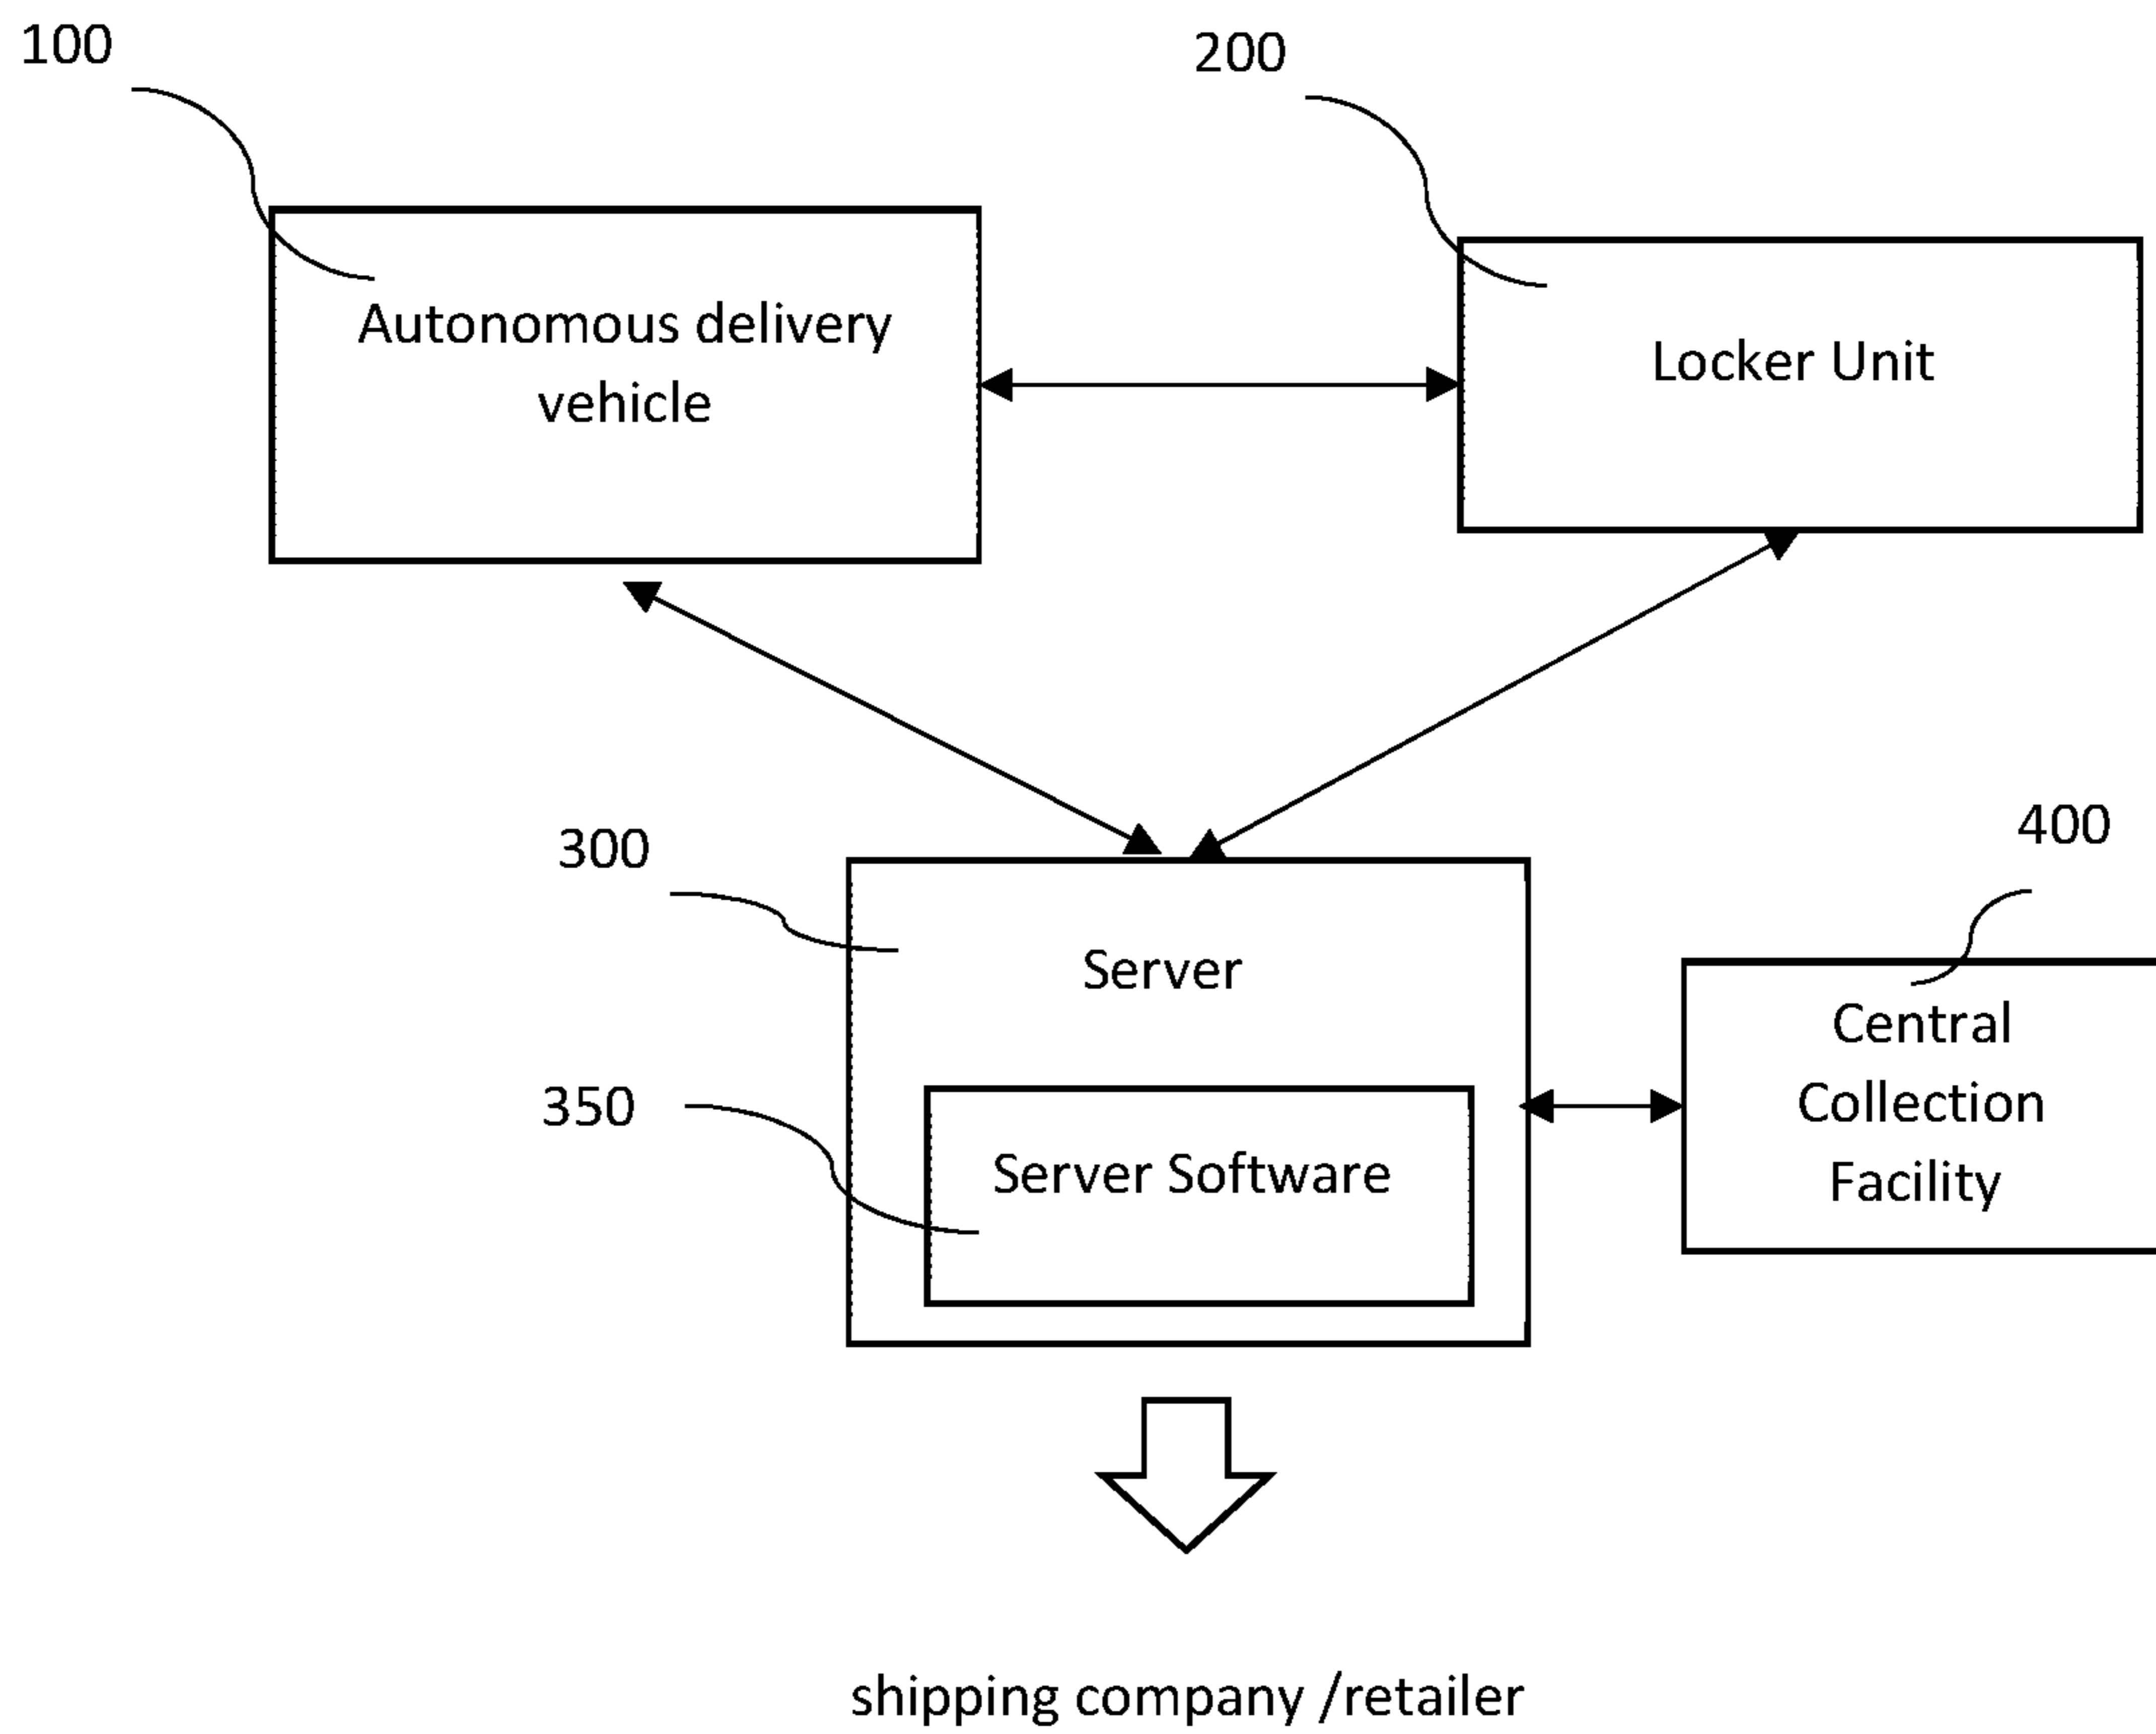 100
200
Autonomous delivery
vehicle
Locker Unit
300
400
Server
Central
Collection
Facility
350
Server Software
shipping company /retailer